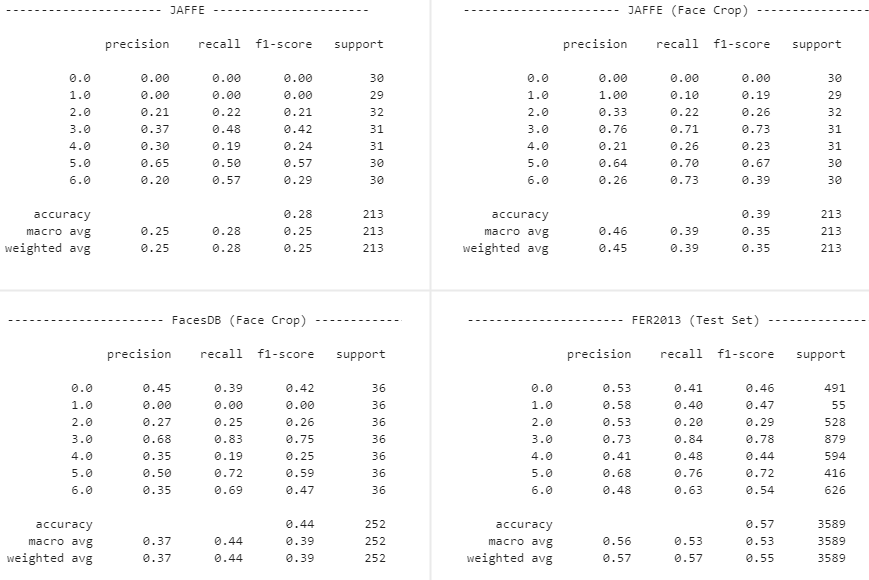 ---------------------- JAFFE ----------------------
precision recall f1-score support
0.0 0.00 0.00 0.00 30
1.0 0.00 0.00 0.00 29
2.0 0.21 0.22 0.21 32
3.0 0.37 0.48 0.42 31
4.0 0.30 0.19 0.24 31
5.0 0.65 0.50 0.57 30
6.0 0.20 0.57 0.29 30
accuracy 0.28 213
macro avg 0.25 0.28 0.25 213
weighted avg 0.25 0.28 0.25 213
---------------------- JAFFE (Face Crop) ----------------
precision recall f1-score support
0.0 0.00 0.00 0.00 30
1.0 1.00 0.10 0.19 29
2.0 0.33 0.22 0.26 32
3.0 0.76 0.71 0.73 31
4.0 0.21 0.26 0.23 31
5.0 0.64 0.70 0.67 30
6.0 0.26 0.73 0.39 30
accuracy 0.39 213
macro avg 0.46 0.39 0.35 213
weighted avg 0.45 0.39 0.35 213
---------------------- FacesDB (Face Crop) ------------
precision recall f1-score support
0.0 0.45 0.39 0.42 36
1.0 0.00 0.00 0.00 36
2.0 0.27 0.25 0.26 36
3.0 0.68 0.83 0.75 36
4.0 0.35 0.19 0.25 36
5.0 0.50 0.72 0.59 36
6.0 0.35 0.69 0.47 36
accuracy 0.44 252
macro avg 0.37 0.44 0.39 252
weighted avg 0.37 0.44 0.39 252
---------------------- FER2013 (Test Set) --------------
precision recall f1-score support
0.0 0.53 0.41 0.46 491
1.0 0.58 0.40 0.47 55
2.0 0.53 0.20 0.29 528
3.0 0.73 0.84 0.78 879
4.0 0.41 0.48 0.44 594
5.0 0.68 0.76 0.72 416
6.0 0.48 0.63 0.54 626
accuracy 0.57 3589
macro avg 0.56 0.53 0.53 3589
weighted avg 0.57 0.57 0.55 3589